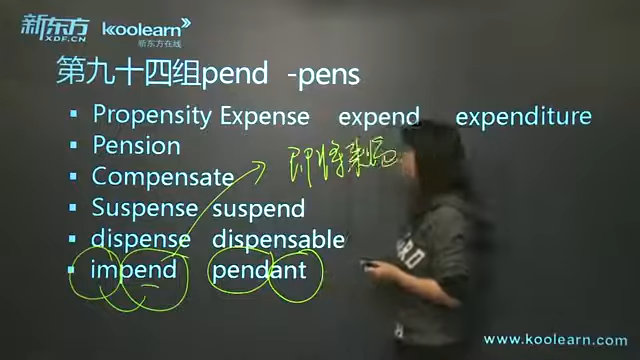 新东方 koolearn
XDF.CN 新东方在线
第九十四组pend -pens
Propensity Expense expend expenditure
即将来临
Pension
Compensate
Suspense suspend
dispense dispensable
impend pendant
www.koolearn.com